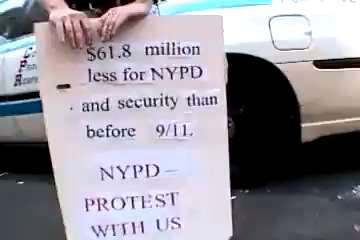 $61.8 million
less for NYPD
and security than
before 9/11.
NYPD –
PROTEST
WITH US